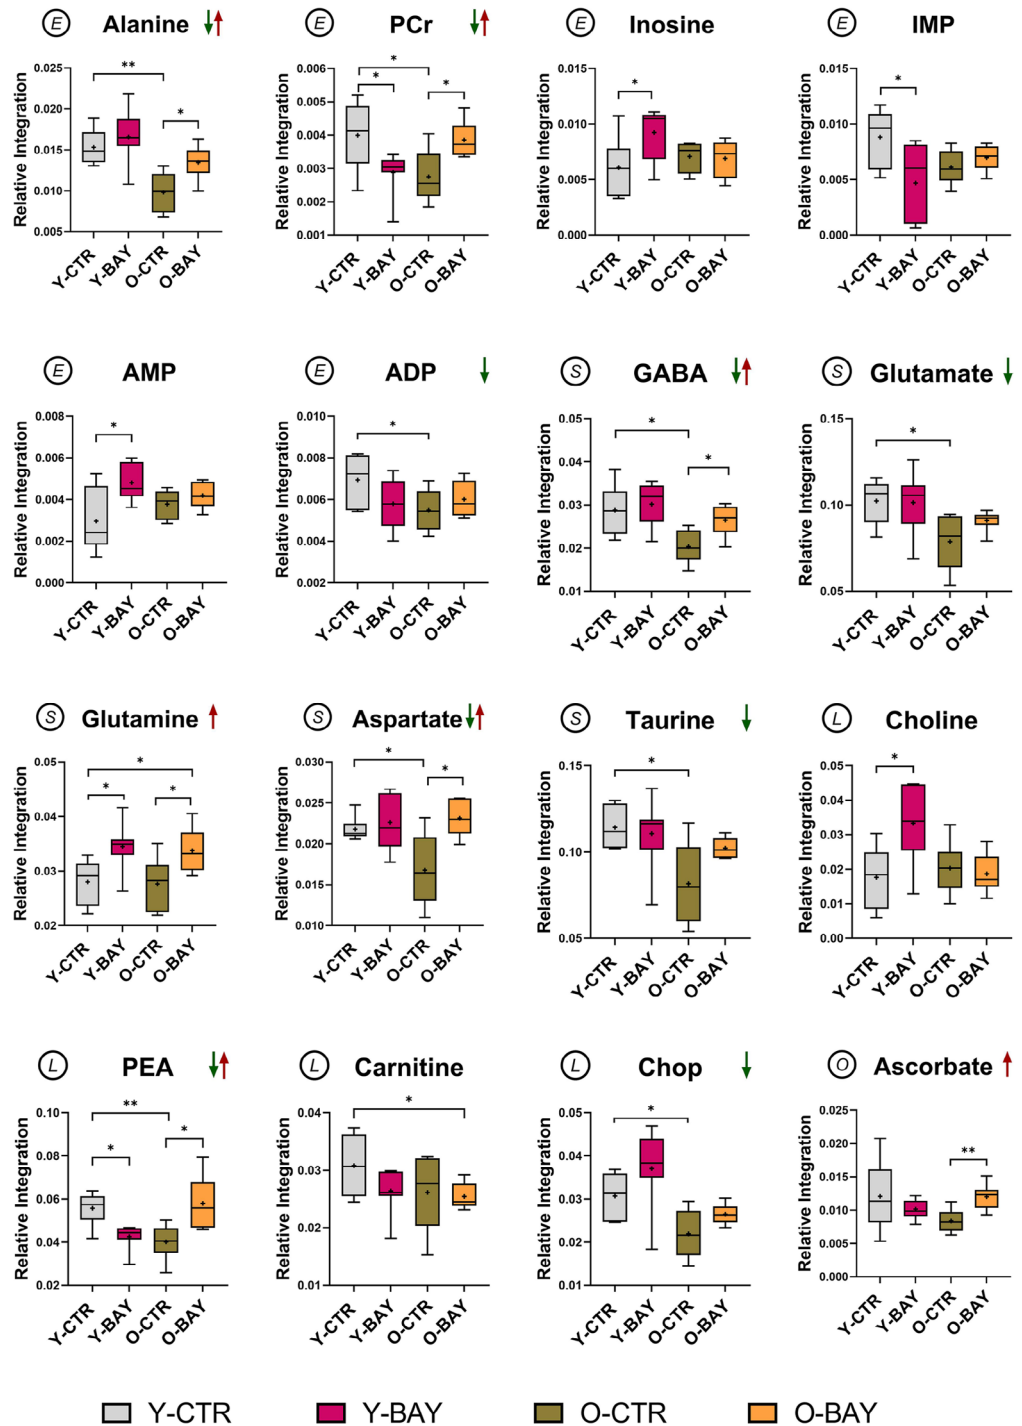 E Alanine
E PCr
E Inosine
E IMP
Relative Integration
0.025
0.020
0.015
0.010
0.005
**
*
Y-CTR
Y-BAY
O-CTR
O-BAY
Relative Integration
0.006
0.005
0.004
0.003
0.002
0.001
*
*
*
Y-CTR
Y-BAY
O-CTR
O-BAY
Relative Integration
0.015
0.010
0.005
0.000
*
Y-CTR
Y-BAY
O-CTR
O-BAY
Relative Integration
0.015
0.010
0.005
0.000
*
Y-CTR
Y-BAY
O-CTR
O-BAY
E AMP
E ADP
S GABA
S Glutamate
Relative Integration
0.008
0.006
0.004
0.002
0.000
*
Y-CTR
Y-BAY
O-CTR
O-BAY
Relative Integration
0.010
0.008
0.006
0.004
0.002
*
Y-CTR
Y-BAY
O-CTR
O-BAY
Relative Integration
0.05
0.04
0.03
0.02
0.01
*
*
Y-CTR
Y-BAY
O-CTR
O-BAY
Relative Integration
0.15
0.10
0.05
*
Y-CTR
Y-BAY
O-CTR
O-BAY
S Glutamine
S Aspartate
S Taurine
L Choline
Relative Integration
0.05
0.04
0.03
0.02
*
*
*
Y-CTR
Y-BAY
O-CTR
O-BAY
Relative Integration
0.030
0.025
0.020
0.015
0.010
*
*
Y-CTR
Y-BAY
O-CTR
O-BAY
Relative Integration
0.15
0.10
0.05
*
Y-CTR
Y-BAY
O-CTR
O-BAY
Relative Integration
0.05
0.04
0.03
0.02
0.01
0.00
*
Y-CTR
Y-BAY
O-CTR
O-BAY
L PEA
L Carnitine
L Chop
O Ascorbate
Relative Integration
0.10
0.08
0.06
0.04
0.02
**
*
*
Y-CTR
Y-BAY
O-CTR
O-BAY
Relative Integration
0.04
0.03
0.02
0.01
*
Y-CTR
Y-BAY
O-CTR
O-BAY
Relative Integration
0.05
0.04
0.03
0.02
0.01
*
Y-CTR
Y-BAY
O-CTR
O-BAY
Relative Integration
0.025
0.020
0.015
0.010
0.005
0.000
**
Y-CTR
Y-BAY
O-CTR
O-BAY
Y-CTR Y-BAY O-CTR O-BAY